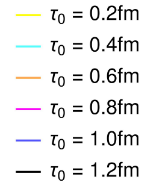 τ₀ = 0.2fm
τ₀ = 0.4fm
τ₀ = 0.6fm
τ₀ = 0.8fm
τ₀ = 1.0fm
τ₀ = 1.2fm